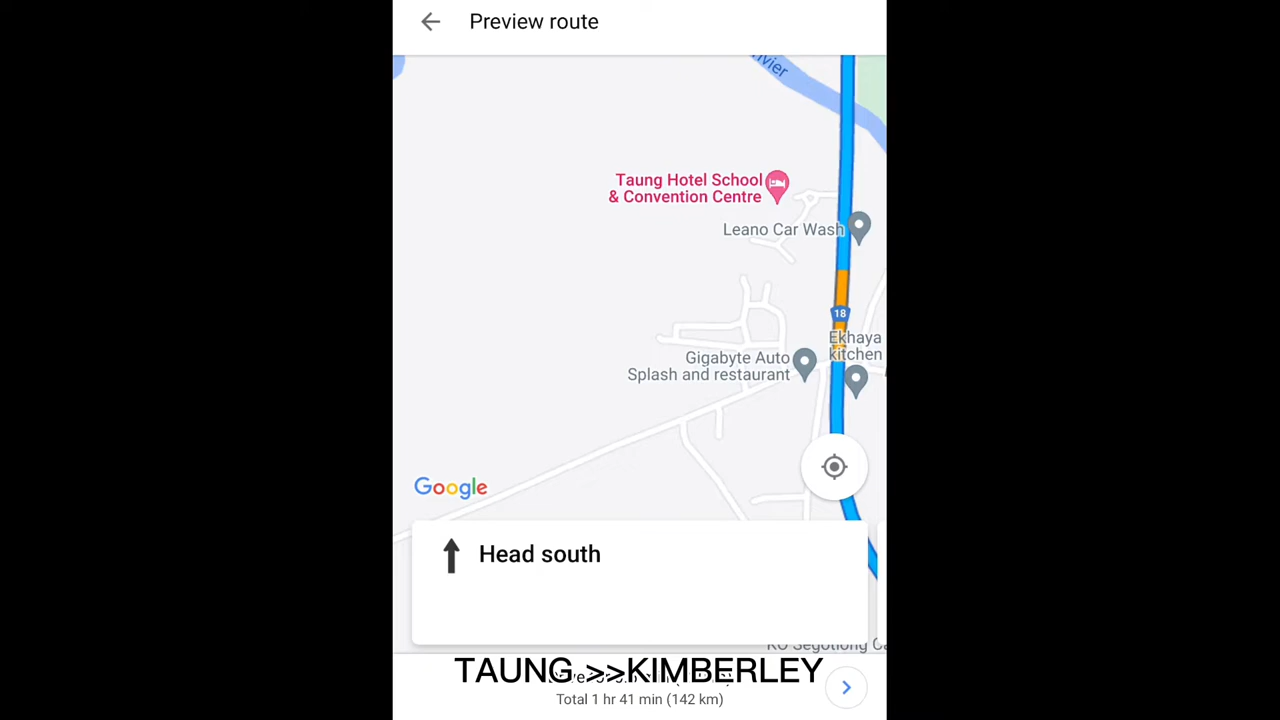 Preview route
ivier
Taung Hotel School
& Convention Centre
Leano Car Wash
18
Ekhaya
kitchen
Gigabyte Auto
Splash and restaurant
Google
Head south
TAUNG >>KIMBERLEY
Total 1 hr 41 min (142 km)